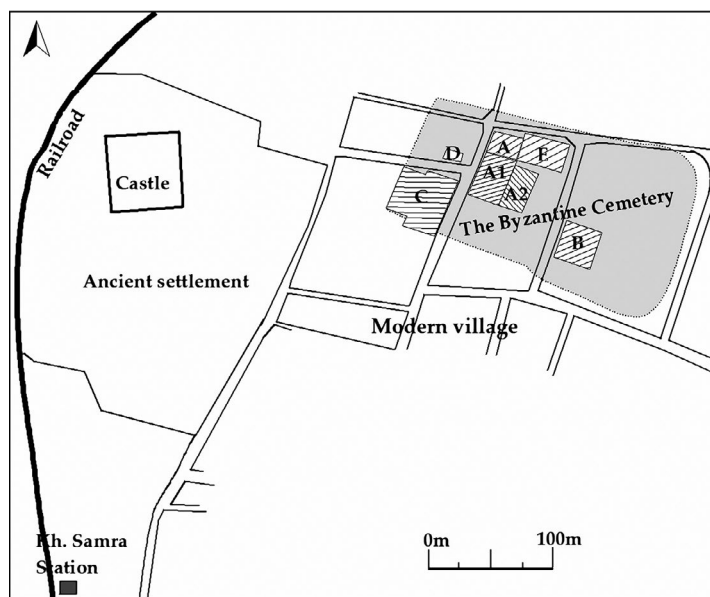 Railroad
Castle
Ancient settlement
D
A
E
A1
A2
C
The Byzantine Cemetery
B
Modern village
Kh. Samra
Station
0m
100m